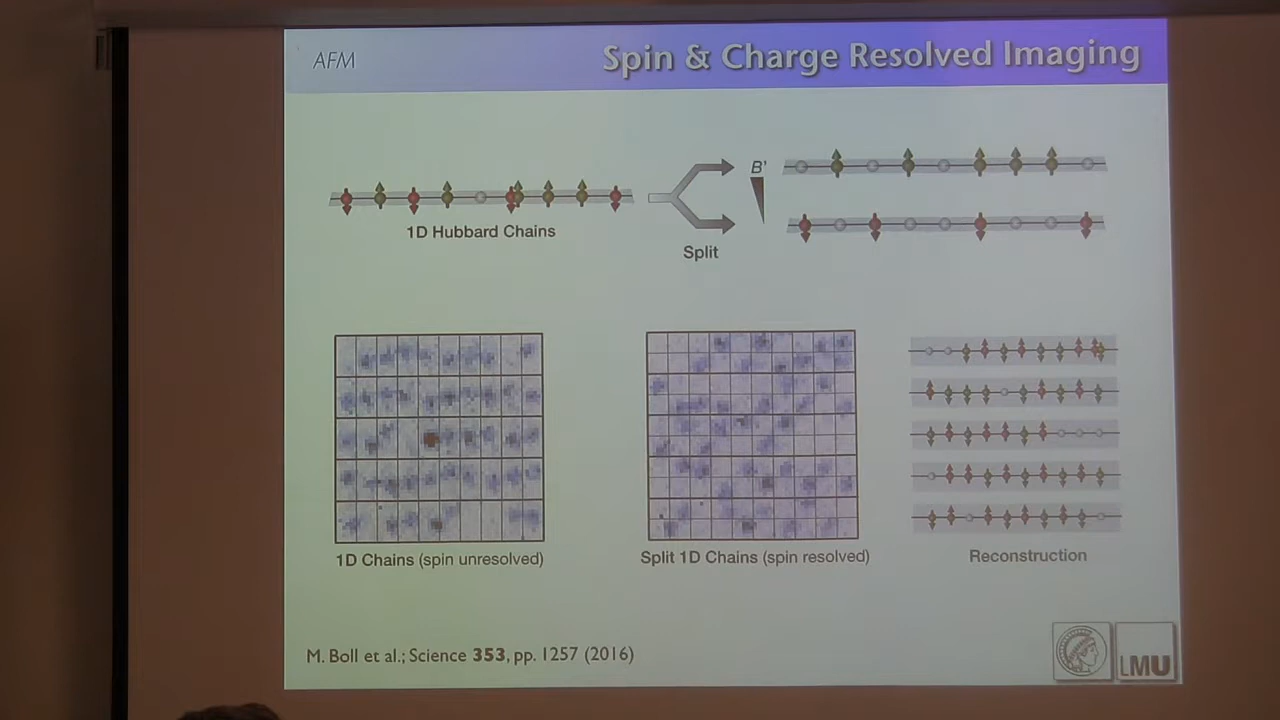 AFM
Spin & Charge Resolved Imaging
B'
1D Hubbard Chains
Split
1D Chains (spin unresolved)
Split 1D Chains (spin resolved)
Reconstruction
M. Boll et al.; Science 353, pp. 1257 (2016)
LMU